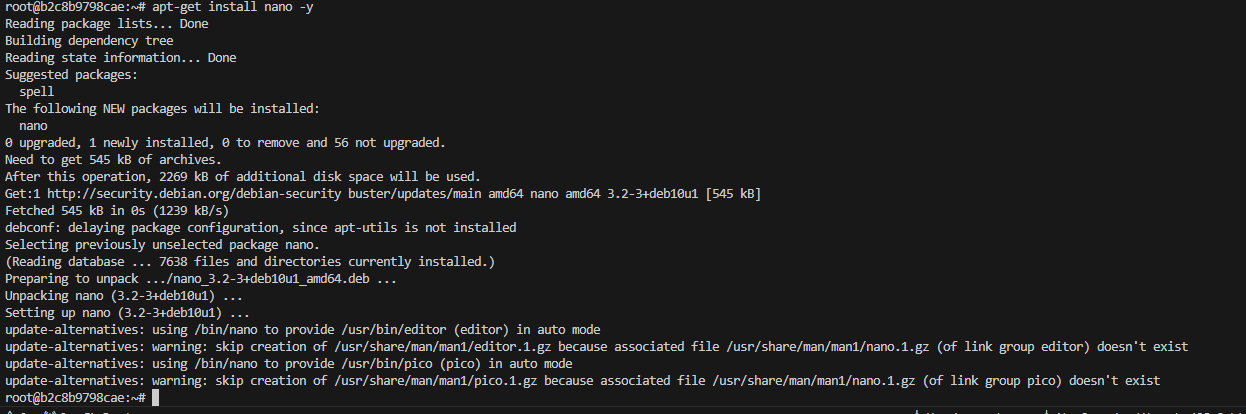 root@b2c8b9798cae:~# apt-get install nano -y
Reading package lists... Done
Building dependency tree
Reading state information... Done
Suggested packages:
  spell
The following NEW packages will be installed:
  nano
0 upgraded, 1 newly installed, 0 to remove and 56 not upgraded.
Need to get 545 kB of archives.
After this operation, 2269 kB of additional disk space will be used.
Get:1 http://security.debian.org/debian-security buster/updates/main amd64 nano amd64 3.2-3+deb10u1 [545 kB]
Fetched 545 kB in 0s (1239 kB/s)
debconf: delaying package configuration, since apt-utils is not installed
Selecting previously unselected package nano.
(Reading database ... 7638 files and directories currently installed.)
Preparing to unpack .../nano_3.2-3+deb10u1_amd64.deb ...
Unpacking nano (3.2-3+deb10u1) ...
Setting up nano (3.2-3+deb10u1) ...
update-alternatives: using /bin/nano to provide /usr/bin/editor (editor) in auto mode
update-alternatives: warning: skip creation of /usr/share/man/man1/editor.1.gz because associated file /usr/share/man/man1/nano.1.gz (of link group editor) doesn't exist
update-alternatives: using /bin/nano to provide /usr/bin/pico (pico) in auto mode
update-alternatives: warning: skip creation of /usr/share/man/man1/pico.1.gz because associated file /usr/share/man/man1/nano.1.gz (of link group pico) doesn't exist
root@b2c8b9798cae:~#